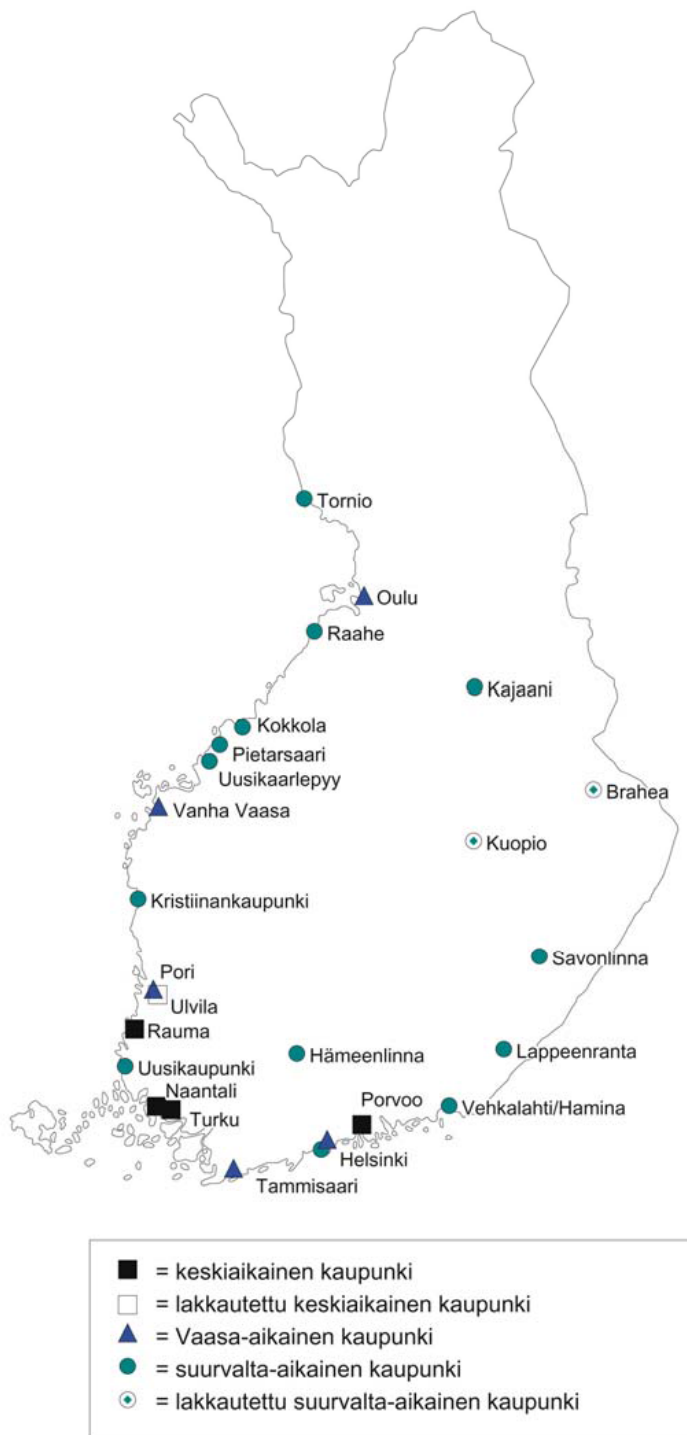 Tornio
Oulu
Raahe
Kajaani
Kokkola
Pietarsaari
Uusikaarlepyy
Brahea
Vanha Vaasa
Kuopio
Kristiinankaupunki
Savonlinna
Pori
Ulvila
Rauma
Hämeenlinna
Lappeenranta
Uusikaupunki
Naantali
Turku
Porvoo
Vehkalahti/Hamina
Helsinki
Tammisaari
= keskiaikainen kaupunki
= lakkautettu keskiaikainen kaupunki
= Vaasa-aikainen kaupunki
= suurvalta-aikainen kaupunki
= lakkautettu suurvalta-aikainen kaupunki